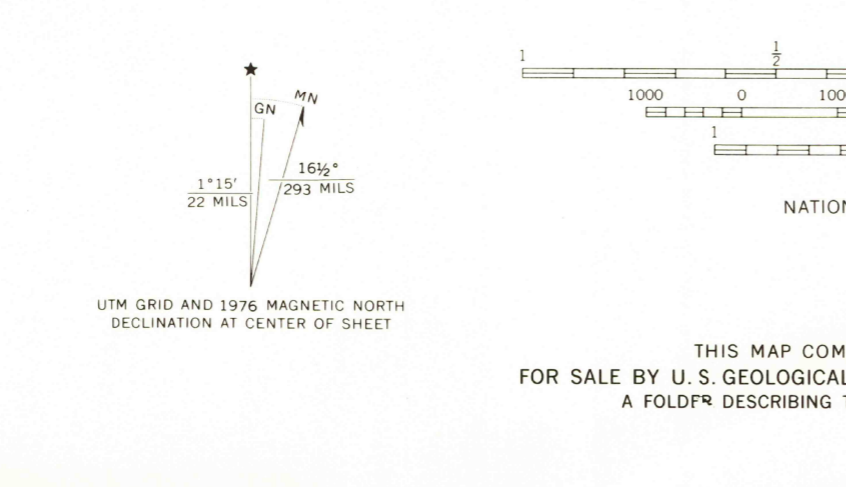 ★
MN
GN
16½°
293 MILS
1°15′
22 MILS
UTM GRID AND 1976 MAGNETIC NORTH
DECLINATION AT CENTER OF SHEET
1 ½
1000 0 100
1
NATION
THIS MAP COM
FOR SALE BY U. S. GEOLOGICAL
A FOLDER DESCRIBING T